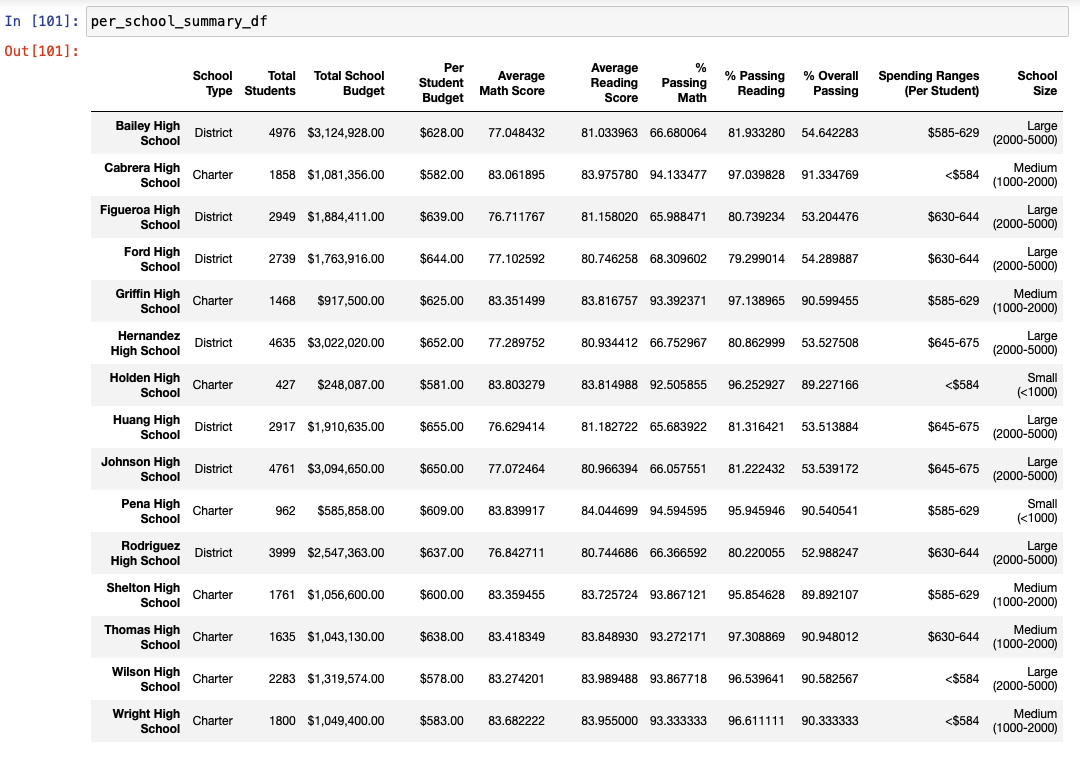 In [101]: per_school_summary_df
Out[101]:
School Type Total Students Total School Budget Per Student Budget Average Math Score Average Reading Score % Passing Math % Passing Reading % Overall Passing Spending Ranges (Per Student) School Size
Bailey High School District 4976 $3,124,928.00 $628.00 77.048432 81.033963 66.680064 81.933280 54.642283 $585-629 Large (2000-5000)
Cabrera High School Charter 1858 $1,081,356.00 $582.00 83.061895 83.975780 94.133477 97.039828 91.334769 <$584 Medium (1000-2000)
Figueroa High School District 2949 $1,884,411.00 $639.00 76.711767 81.158020 65.988471 80.739234 53.204476 $630-644 Large (2000-5000)
Ford High School District 2739 $1,763,916.00 $644.00 77.102592 80.746258 68.309602 79.299014 54.289887 $630-644 Large (2000-5000)
Griffin High School Charter 1468 $917,500.00 $625.00 83.351499 83.816757 93.392371 97.138965 90.599455 $585-629 Medium (1000-2000)
Hernandez High School District 4635 $3,022,020.00 $652.00 77.289752 80.934412 66.752967 80.862999 53.527508 $645-675 Large (2000-5000)
Holden High School Charter 427 $248,087.00 $581.00 83.803279 83.814988 92.505855 96.252927 89.227166 <$584 Small (<1000)
Huang High School District 2917 $1,910,635.00 $655.00 76.629414 81.182722 65.683922 81.316421 53.513884 $645-675 Large (2000-5000)
Johnson High School District 4761 $3,094,650.00 $650.00 77.072464 80.966394 66.057551 81.222432 53.539172 $645-675 Large (2000-5000)
Pena High School Charter 962 $585,858.00 $609.00 83.839917 84.044699 94.594595 95.945946 90.540541 $585-629 Small (<1000)
Rodriguez High School District 3999 $2,547,363.00 $637.00 76.842711 80.744686 66.366592 80.220055 52.988247 $630-644 Large (2000-5000)
Shelton High School Charter 1761 $1,056,600.00 $600.00 83.359455 83.725724 93.867121 95.854628 89.892107 $585-629 Medium (1000-2000)
Thomas High School Charter 1635 $1,043,130.00 $638.00 83.418349 83.848930 93.272171 97.308869 90.948012 $630-644 Medium (1000-2000)
Wilson High School Charter 2283 $1,319,574.00 $578.00 83.274201 83.989488 93.867718 96.539641 90.582567 <$584 Large (2000-5000)
Wright High School Charter 1800 $1,049,400.00 $583.00 83.682222 83.955000 93.333333 96.611111 90.333333 <$584 Medium (1000-2000)